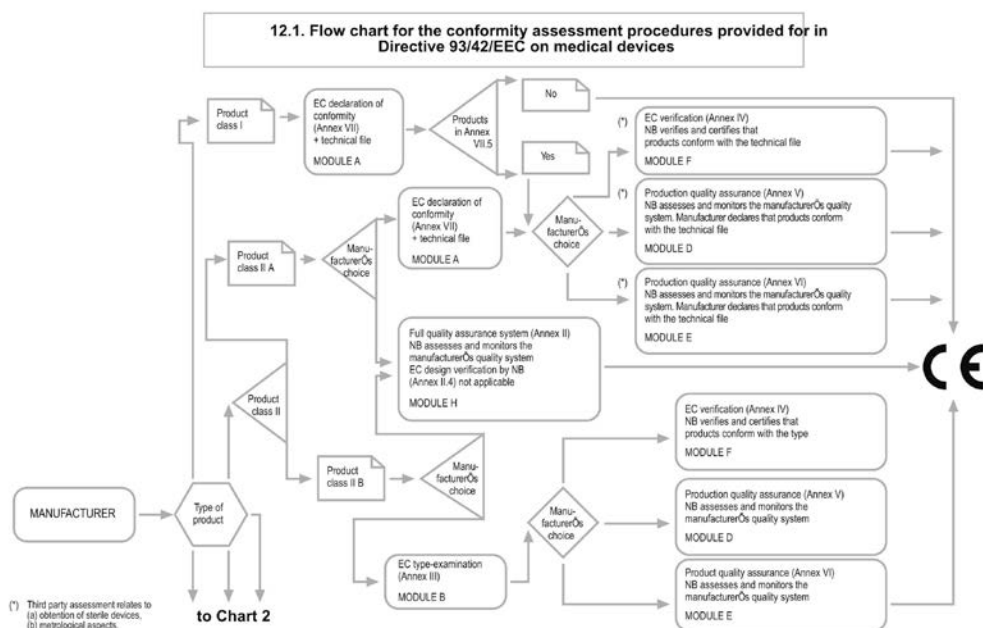 12.1. Flow chart for the conformity assessment procedures provided for in
Directive 93/42/EEC on medical devices
Product
class I
EC declaration of
conformity
(Annex VII)
+ technical file
MODULE A
Products
in Annex
VII.5
No
Yes
(*)
EC verification (Annex IV)
NB verifies and certifies that
products conform with the technical file
MODULE F
Product
class II A
Manu-
facturerÕs
choice
EC declaration of
conformity
(Annex VII)
+ technical file
MODULE A
Manu-
facturerÕs
choice
(*)
Production quality assurance (Annex V)
NB assesses and monitors the manufacturerÕs quality
system. Manufacturer declares that products conform
with the technical file
MODULE D
(*)
Production quality assurance (Annex VI)
NB assesses and monitors the manufacturerÕs quality
system. Manufacturer declares that products conform
with the technical file
MODULE E
Full quality assurance system (Annex II)
NB assesses and monitors the
manufacturerÕs quality system
EC design verification by NB
(Annex II.4) not applicable
MODULE H
CE
Product
class II
Product
class II B
Manu-
facturerÕs
choice
EC verification (Annex IV)
NB verifies and certifies that
products conform with the type
MODULE F
MANUFACTURER
Type of
product
Manu-
facturerÕs
choice
Production quality assurance (Annex V)
NB assesses and monitors the
manufacturerÕs quality system
MODULE D
EC type-examination
(Annex III)
MODULE B
Product quality assurance (Annex VI)
NB assesses and monitors the
manufacturerÕs quality system
MODULE E
to Chart 2
(*) Third party assessment relates to
(a) obtention of sterile devices,
(b) metrological aspects.